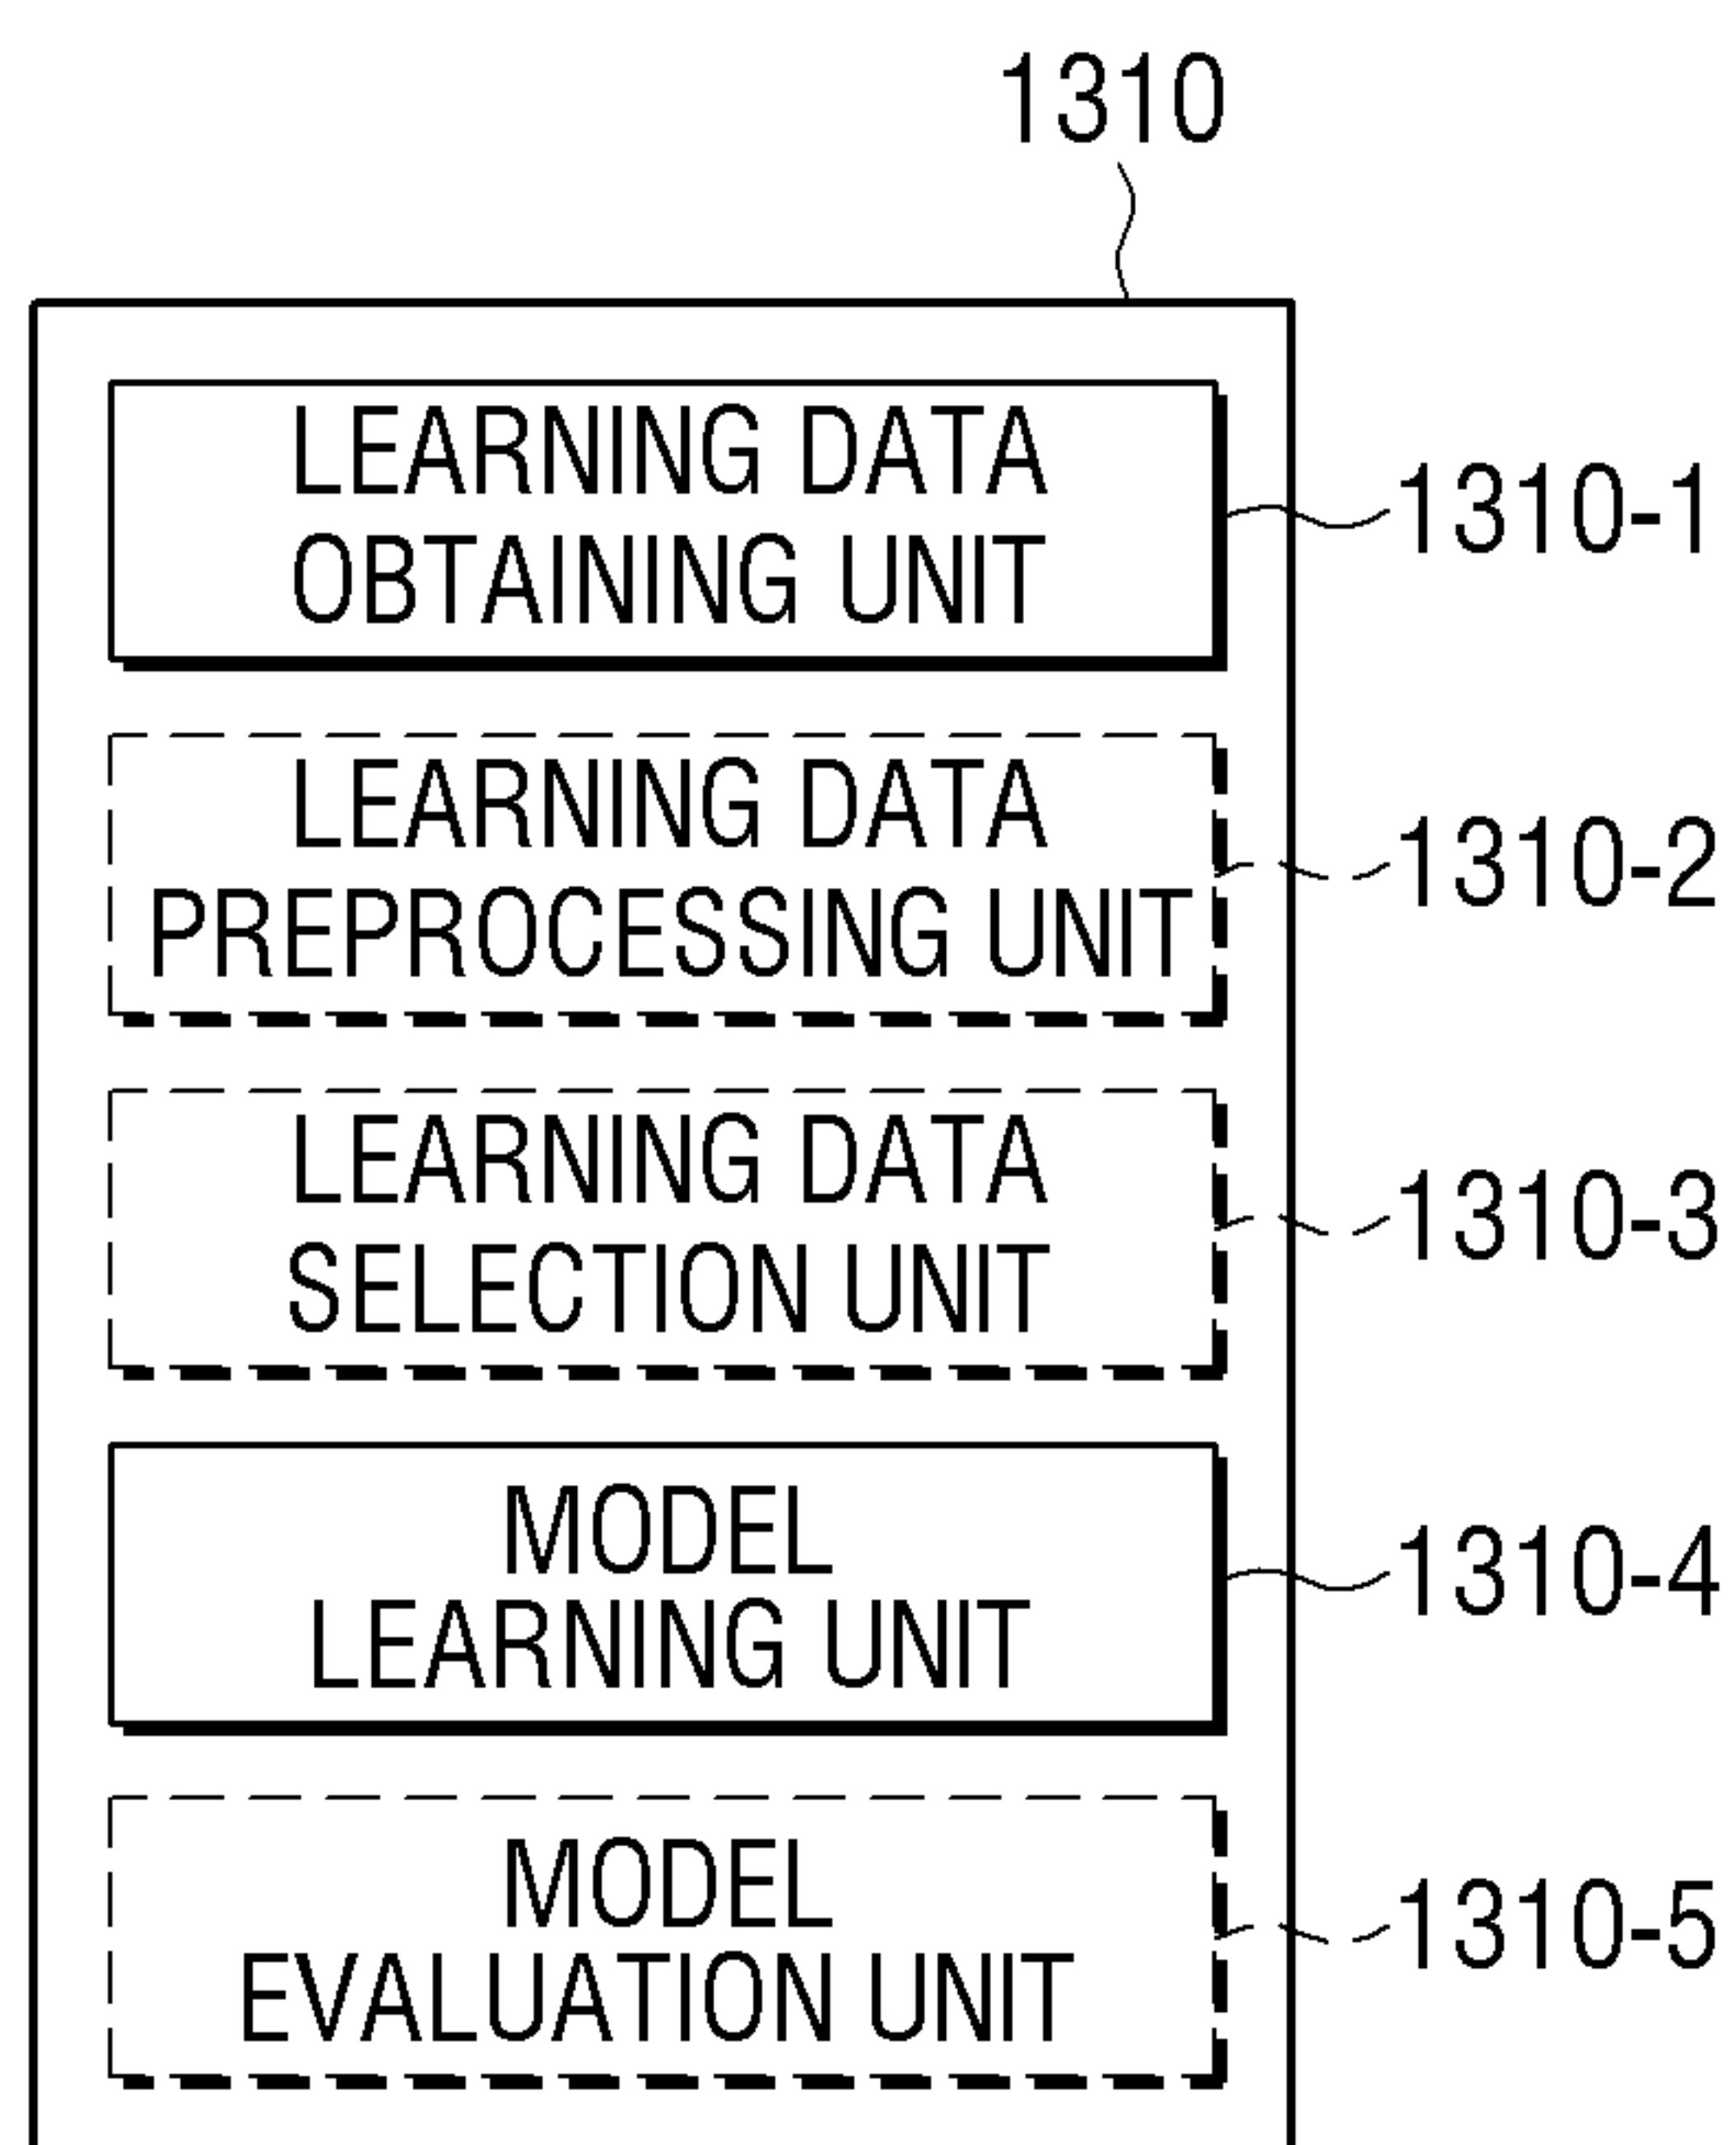 1310
LEARNING DATA
OBTAINING UNIT
1310-1
LEARNING DATA
PREPROCESSING UNIT
1310-2
LEARNING DATA
SELECTION UNIT
1310-3
MODEL
LEARNING UNIT
1310-4
MODEL
EVALUATION UNIT
1310-5